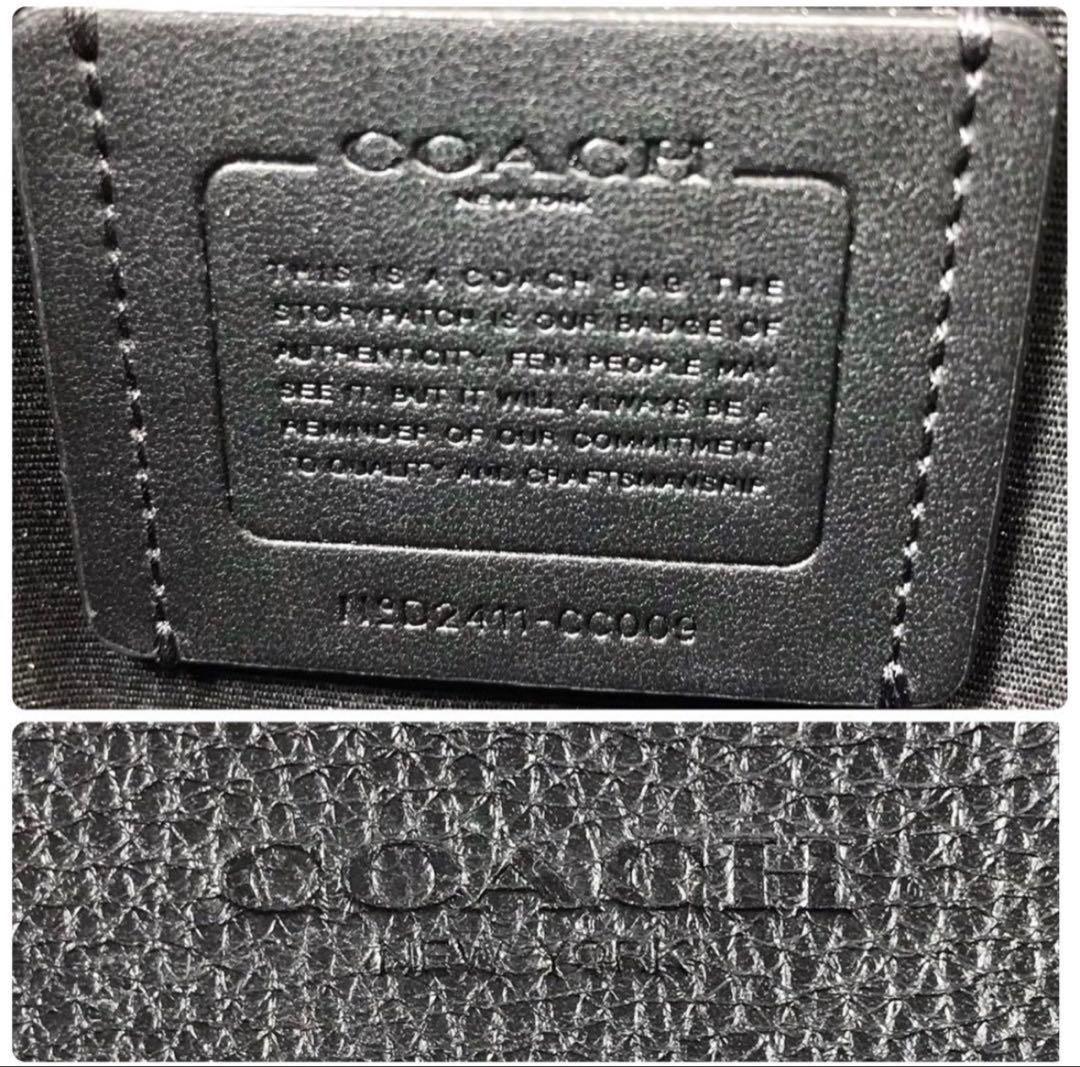 COACH
NEW YORK
THIS IS A COACH BAG. THE
STORYPATCH IS OUR BADGE OF
AUTHENTICITY. FEW PEOPLE MAY
SEE IT. BUT IT WILL ALWAYS BE A
REMINDER OF OUR COMMITMENT
TO QUALITY AND CRAFTSMANSHIP.
COACH
NEW YORK